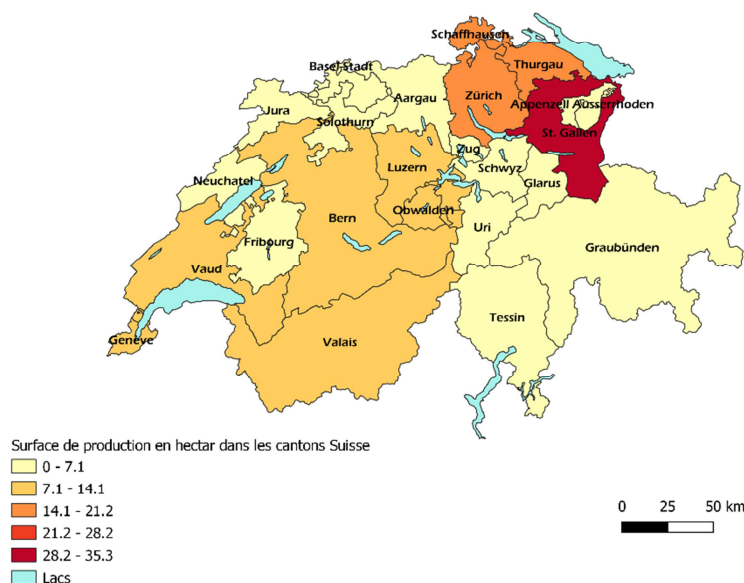 Schaffhausen
Basel-Stadt
Thurgau
Aargau
Zürich
Jura
Appenzell Ausserrhoden
Solothurn
St. Gallen
Zug
Luzern
Schwyz
Neuchatel
Glarus
Obwalden
Bern
Uri
Fribourg
Graubünden
Vaud
Tessin
Genève
Valais
Surface de production en hectar dans les cantons Suisse
0 - 7.1
7.1 - 14.1
14.1 - 21.2
21.2 - 28.2
28.2 - 35.3
Lacs
0 25 50 km